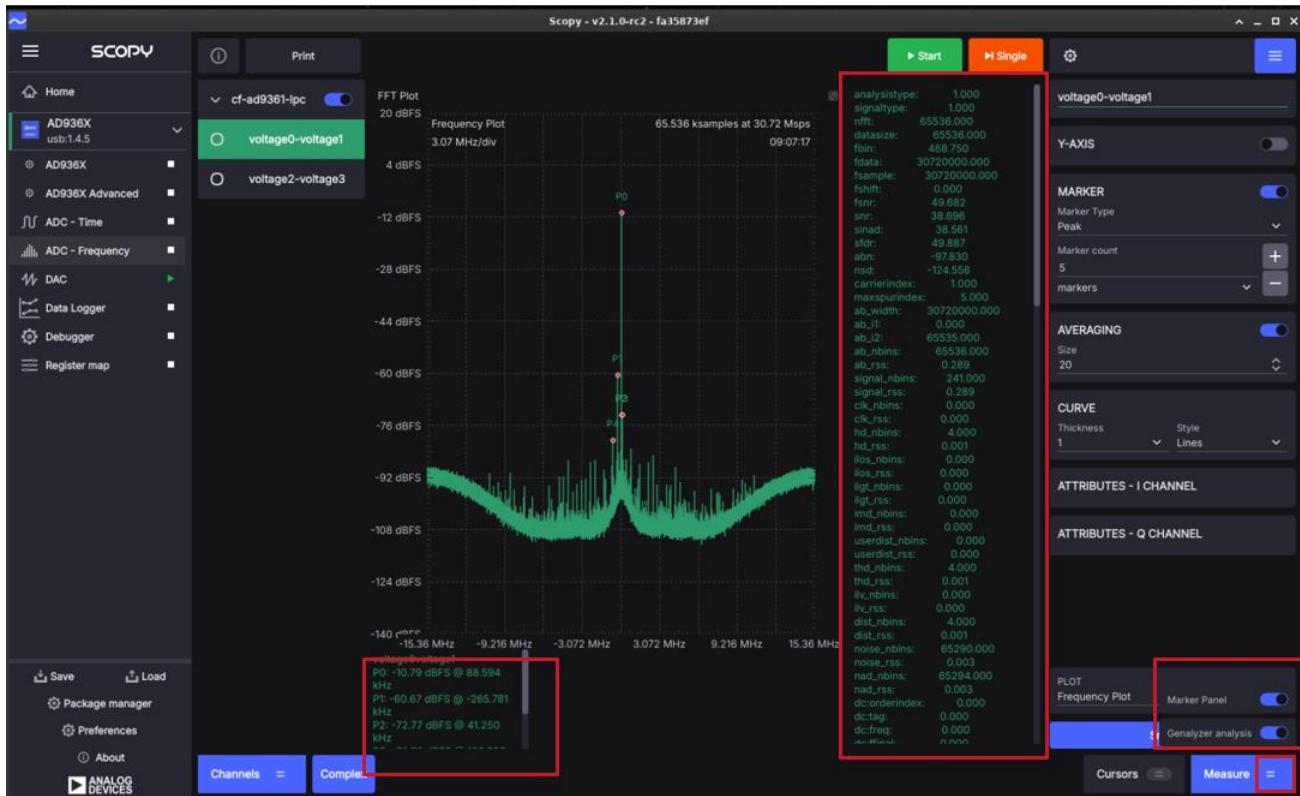 Scopy - v2.1.0-rc2 - fa35873ef
SCOPY
Home
AD936X
usb:1.4.5
AD936X
AD936X Advanced
ADC - Time
ADC - Frequency
DAC
Data Logger
Debugger
Register map
Save
Load
Package manager
Preferences
About
ANALOG
DEVICES
Print
cf-ad9361-lpc
voltage0-voltage1
voltage2-voltage3
Channels
Complex
Start
Single
FFT Plot
20 dBFS
Frequency Plot
65.536 ksamples at 30.72 Msps
3.07 MHz/div
09:07:17
4 dBFS
P0
-12 dBFS
-28 dBFS
-44 dBFS
P1
-60 dBFS
P3
-76 dBFS
P4
-92 dBFS
-108 dBFS
-124 dBFS
-140 dBFS
-15.36 MHz
-9.216 MHz
-3.072 MHz
3.072 MHz
9.216 MHz
15.36 MHz
voltage0voltage1
P0: -10.79 dBFS @ 88.594
kHz
P1: -60.67 dBFS @ -265.781
kHz
P2: -72.77 dBFS @ 41.250
kHz
analysistype: 1.000
signaltype: 1.000
nfft: 65536.000
datasize: 65536.000
fbin: 468.750
fdata: 30720000.000
fsample: 30720000.000
fshift: 0.000
fsnr: 49.682
snr: 38.896
sinad: 38.561
sfdr: 49.887
abn: -97.830
nsd: -124.556
carrierindex: 1.000
maxspurindex: 5.000
ab_width: 30720000.000
ab_i1: 0.000
ab_i2: 65535.000
ab_nbins: 65536.000
ab_rss: 0.289
signal_nbins: 241.000
signal_rss: 0.289
clk_nbins: 0.000
clk_rss: 0.000
hd_nbins: 4.000
hd_rss: 0.001
ilos_nbins: 0.000
ilos_rss: 0.000
ilgt_nbins: 0.000
ilgt_rss: 0.000
imd_nbins: 0.000
imd_rss: 0.000
userdist_nbins: 0.000
userdist_rss: 0.000
thd_nbins: 4.000
thd_rss: 0.001
ilv_nbins: 0.000
ilv_rss: 0.000
dist_nbins: 4.000
dist_rss: 0.001
noise_nbins: 65290.000
noise_rss: 0.003
nad_nbins: 65294.000
nad_rss: 0.003
dc:orderindex: 0.000
dc:tag: 0.000
dc:freq: 0.000
dc:ffinal: 0.000
voltage0-voltage1
Y-AXIS
MARKER
Marker Type
Peak
Marker count
5
+
−
markers
AVERAGING
Size
20
CURVE
Thickness
Style
1
Lines
ATTRIBUTES - I CHANNEL
ATTRIBUTES - Q CHANNEL
PLOT
Frequency Plot
Marker Panel
Genalyzer analysis
Cursors
Measure